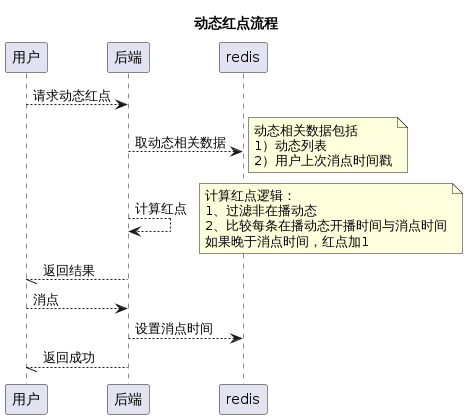 动态红点流程
用户 后端 redis
请求动态红点
取动态相关数据
动态相关数据包括
1）动态列表
2）用户上次消点时间戳
计算红点
计算红点逻辑：
1、过滤非在播动态
2、比较每条在播动态开播时间与消点时间
如果晚于消点时间，红点加1
返回结果
消点
设置消点时间
返回成功
用户 后端 redis